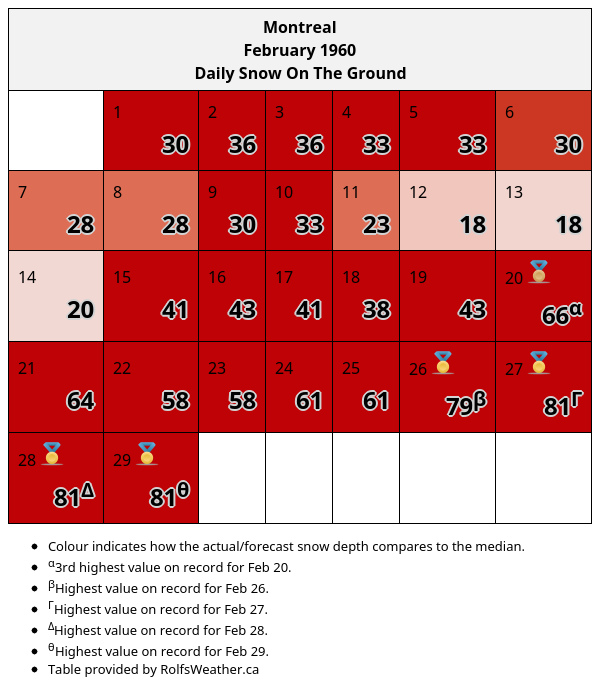 Montreal
February 1960
Daily Snow On The Ground
1 2 3 4 5 6
30 36 36 33 33 30
7 8 9 10 11 12 13
28 28 30 33 23 18 18
14 15 16 17 18 19 20
20 41 43 41 38 43 66α
21 22 23 24 25 26 27
64 58 58 61 61 79β 81Γ
28 29
81Δ 81θ
• Colour indicates how the actual/forecast snow depth compares to the median.
• α3rd highest value on record for Feb 20.
• βHighest value on record for Feb 26.
• ΓHighest value on record for Feb 27.
• ΔHighest value on record for Feb 28.
• θHighest value on record for Feb 29.
• Table provided by RolfsWeather.ca